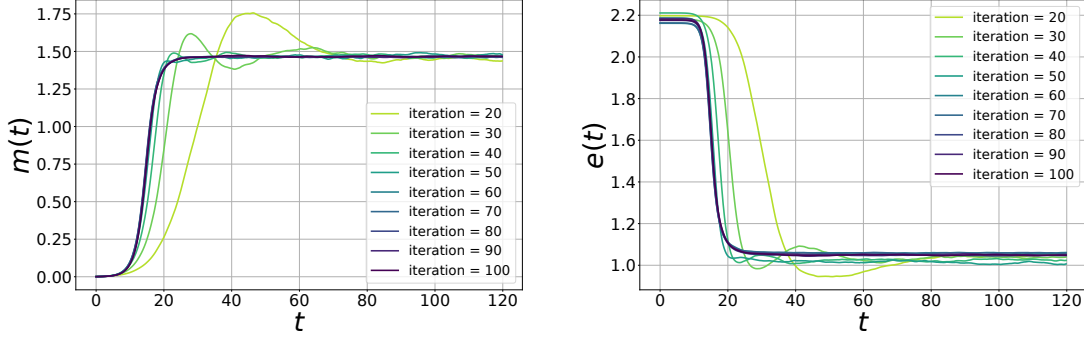 m(t)
1.75
1.50
1.25
1.00
0.75
0.50
0.25
0.00
0 20 40 60 80 100 120
t
iteration = 20
iteration = 30
iteration = 40
iteration = 50
iteration = 60
iteration = 70
iteration = 80
iteration = 90
iteration = 100
e(t)
2.2
2.0
1.8
1.6
1.4
1.2
1.0
0 20 40 60 80 100 120
t
iteration = 20
iteration = 30
iteration = 40
iteration = 50
iteration = 60
iteration = 70
iteration = 80
iteration = 90
iteration = 100